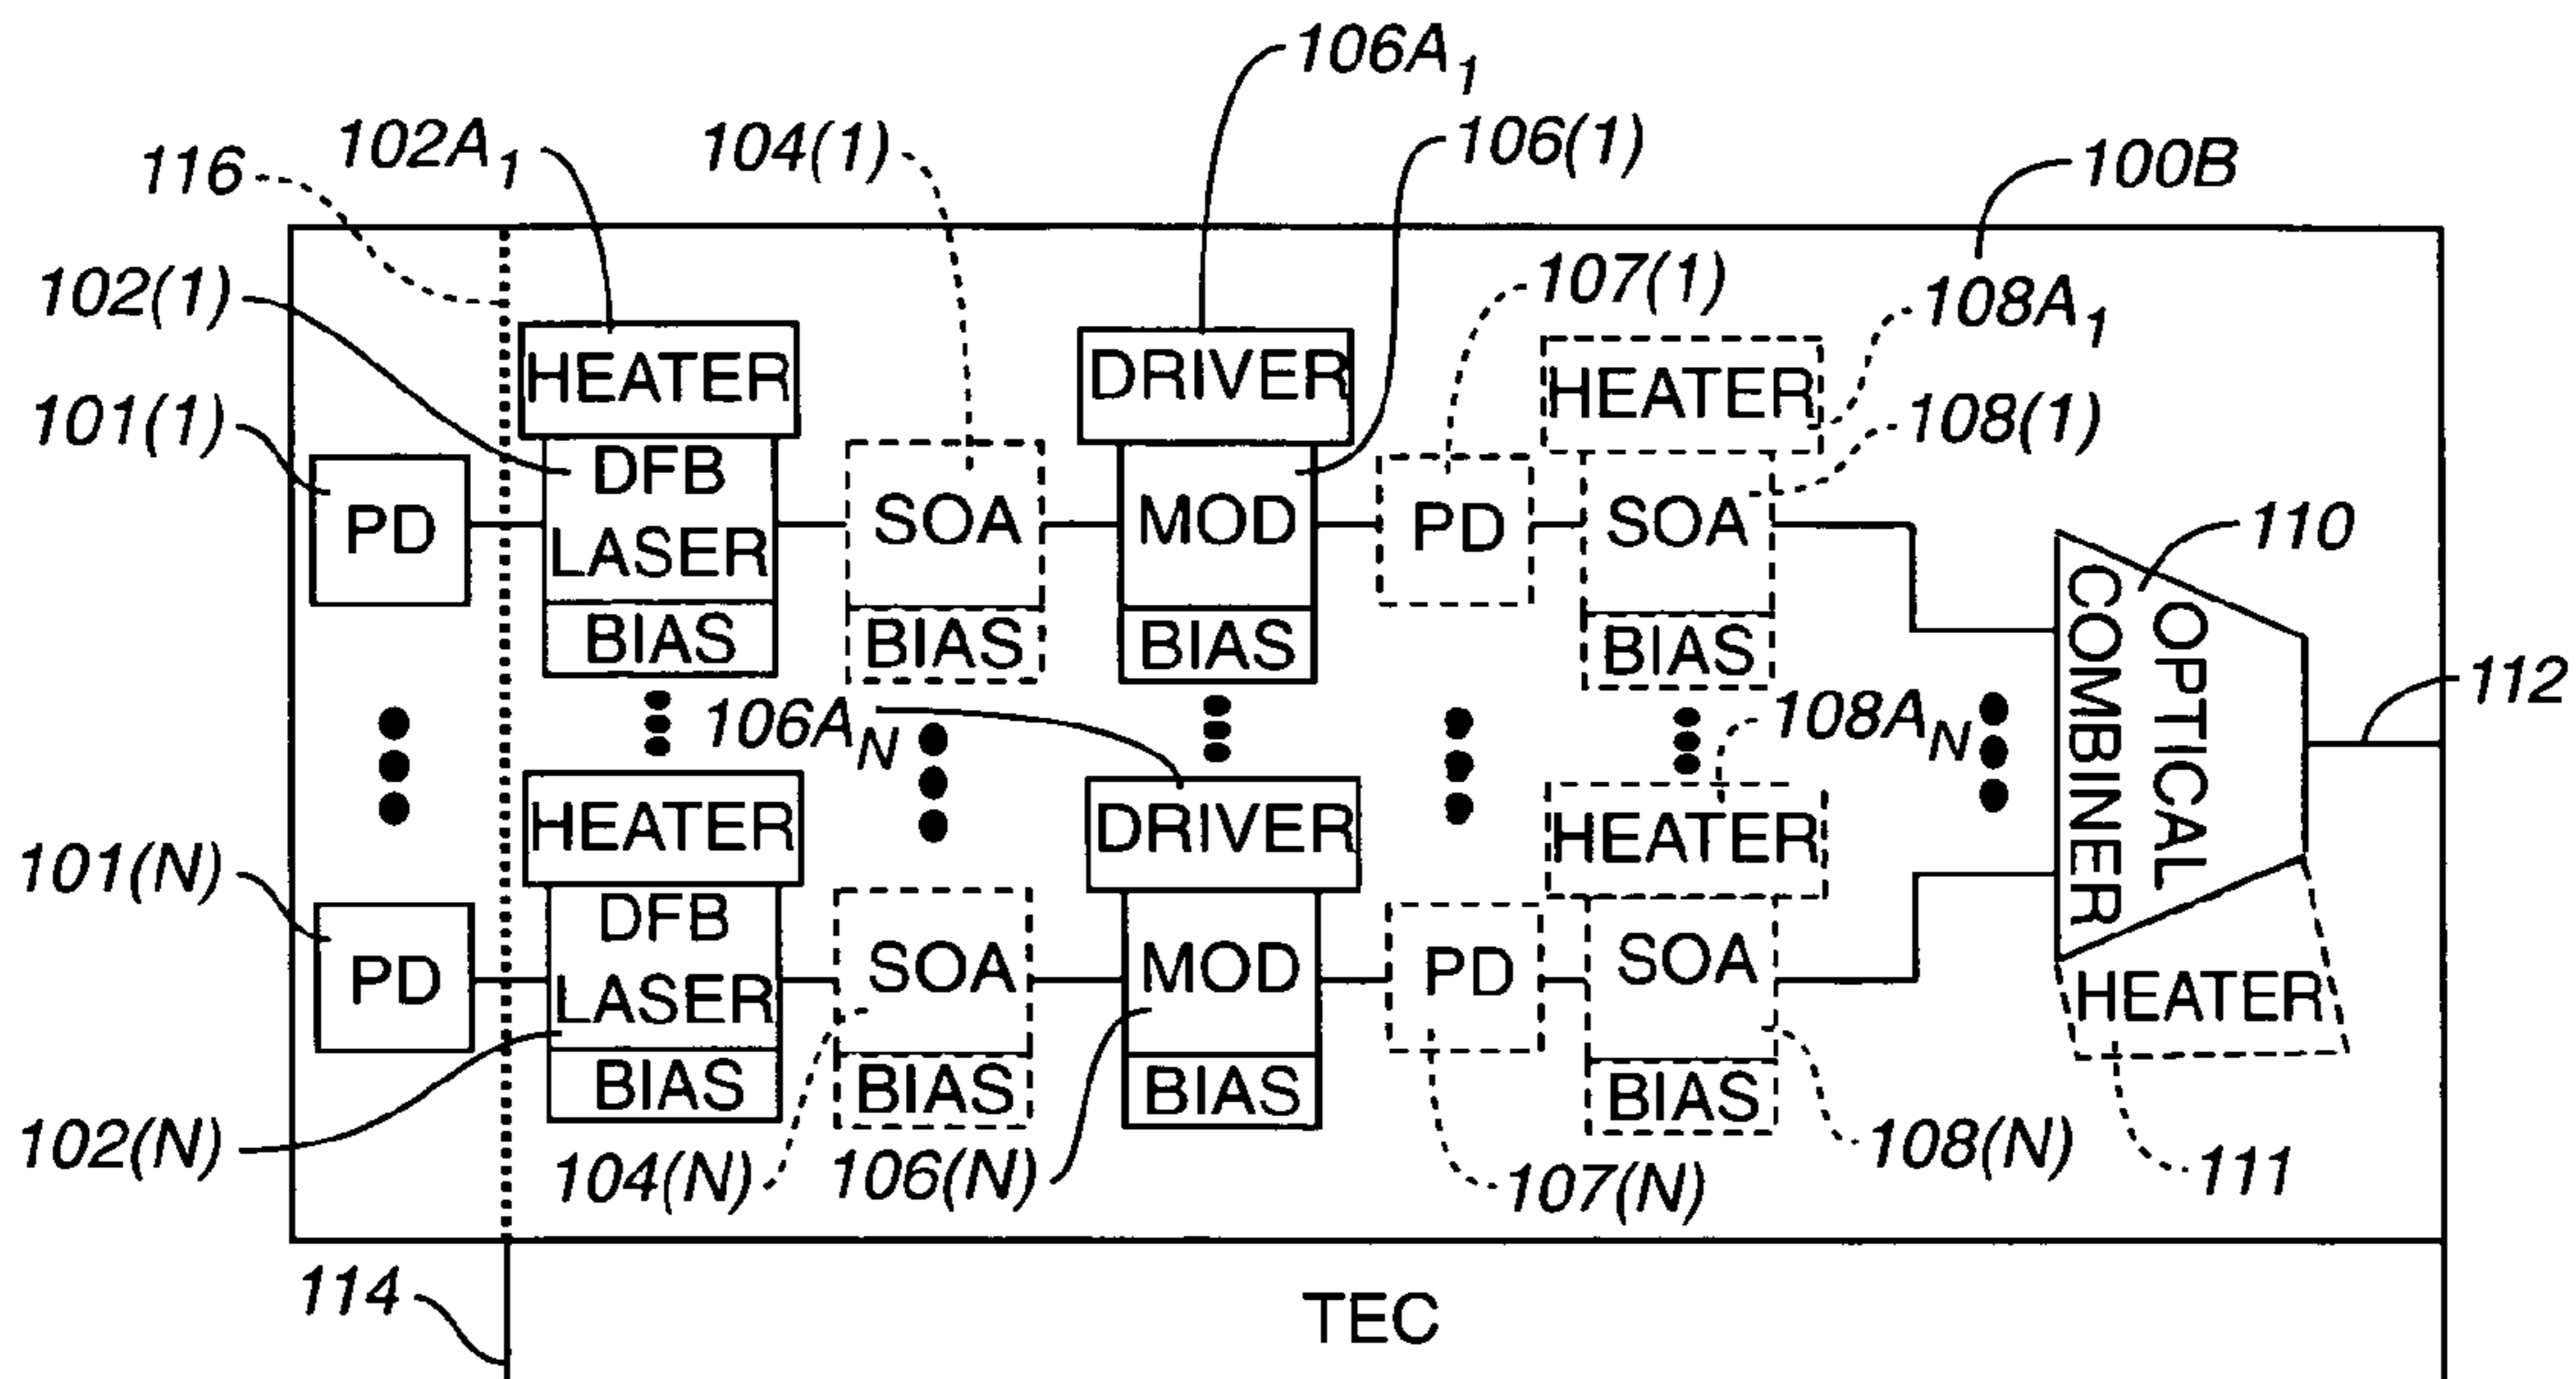 106A1
102A1
104(1)
106(1)
116
100B
102(1)
107(1)
108A1
HEATER
DRIVER
HEATER
101(1)
108(1)
DFB
LASER
BIAS
PD
SOA
BIAS
MOD
BIAS
PD
SOA
BIAS
110
OPTICAL
COMBINER
112
106AN
108AN
HEATER
DRIVER
HEATER
101(N)
PD
DFB
LASER
BIAS
SOA
BIAS
MOD
BIAS
PD
SOA
BIAS
HEATER
102(N)
104(N)
106(N)
107(N)
108(N)
111
114
TEC